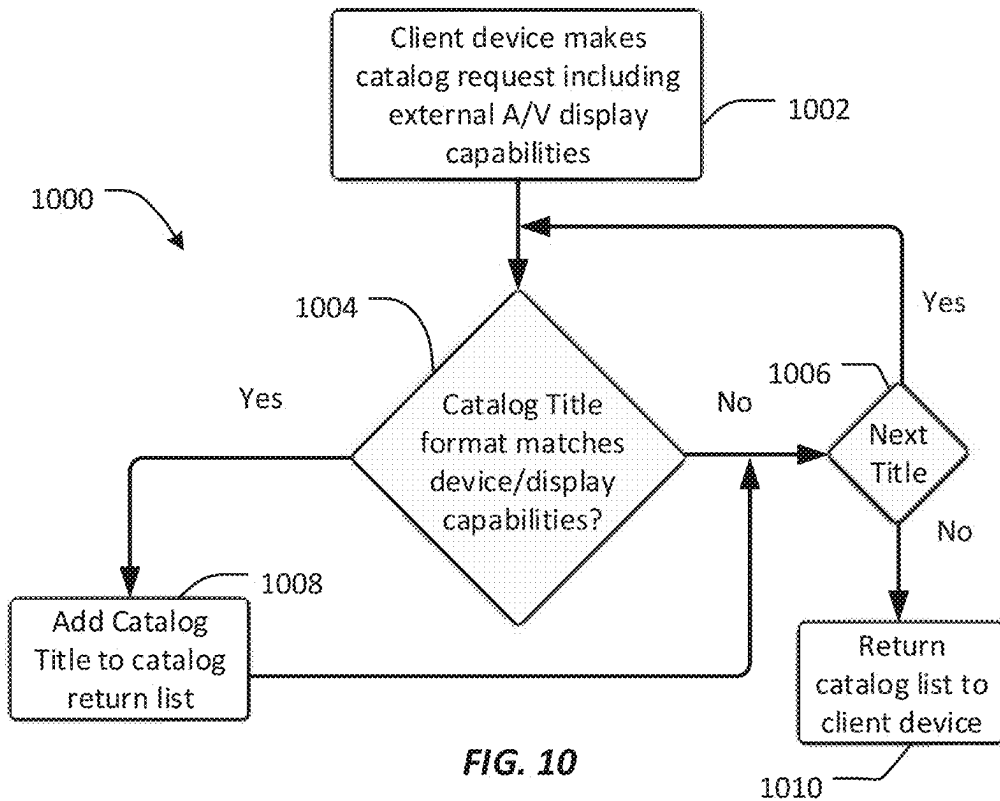 Client device makes
catalog request including
external A/V display
capabilities
1002
1000
1004
Yes
1006
Yes
Catalog Title
format matches
device/display
capabilities?
No
Next
Title
No
1008
Add Catalog
Title to catalog
return list
Return
catalog list to
client device
FIG. 10
1010